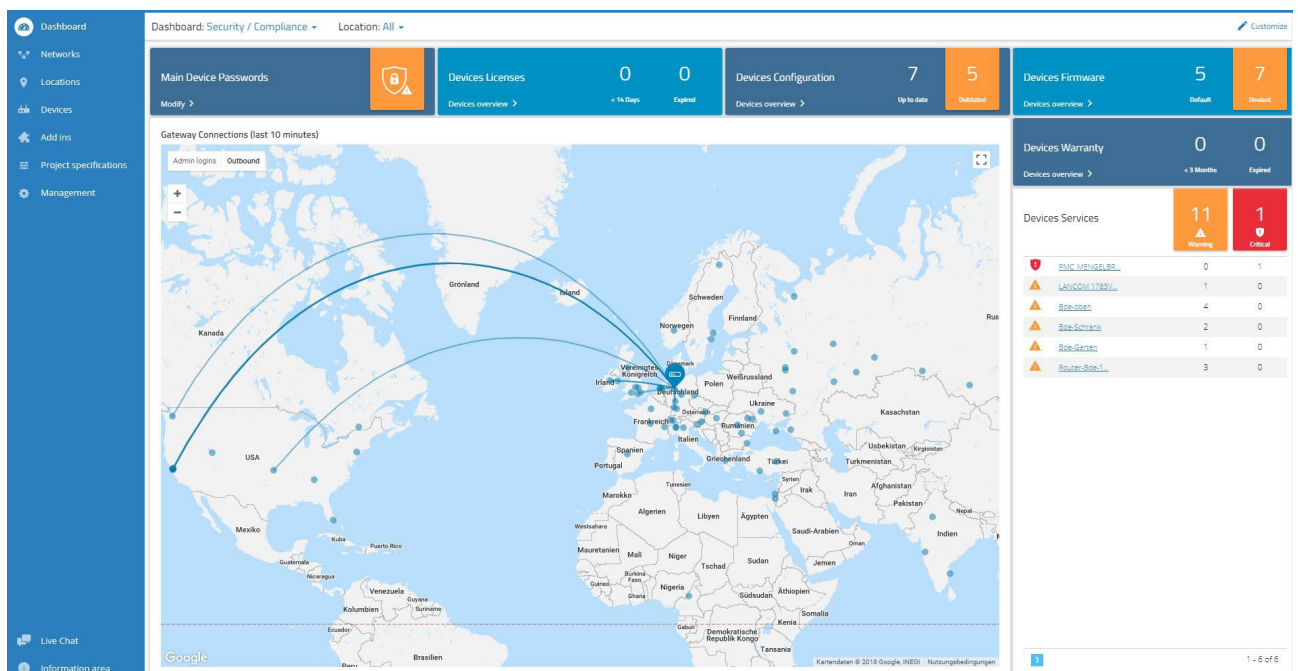 Dashboard
Networks
Locations
Devices
Add ins
Project specifications
Management
Live Chat
Information area
Dashboard: Security / Compliance Location: All
Customize
Main Device Passwords
Modify >
Devices Licenses
Devices overview >
0 0
< 14 Days Expired
Devices Configuration
Devices overview >
7 5
Up to date Outdated
Devices Firmware
Devices overview >
5 7
Default Deviant
Devices Warranty
Devices overview >
0 0
< 3 Months Expired
Gateway Connections (last 10 minutes)
Admin logins Outbound
+
−
Grönland
Island
Schweden
Finnland
Norwegen
Rus
Kanada
Dänemark
Vereinigtes
Königreich
Irland
Weißrussland
Polen
Deutschland
Ukraine
Österreich
Kasachstan
Frankreich
Rumänien
Italien
USA
Spanien
Usbekistan
Kirgisistan
Portugal
Griechenland
Türkei
Turkmenistan
Tunesien
Syrien
Afghanistan
Marokko
Irak
Iran
Pakistan
Algerien
Libyen
Ägypten
Nepal
Westsahara
Saudi-Arabien
Indien
Mexiko
Kuba
Puerto Rico
Oman
Mauretanien
Mali
Niger
Guatemala
Tschad
Sudan
Jemen
Nicaragua
Burkina
Faso
Guinea
Nigeria
Venezuela
Ghana
Südsudan
Äthiopien
Guyana
Kolumbien
Suriname
Somalia
Ecuador
Gabun
Kenia
Demokratische
Republik Kongo
Tansania
Brasilien
Peru
Google
Kartendaten © 2018 Google, INEGI Nutzungsbedingungen
Devices Services
11 1
Warning Critical
PMC MENGELBR... 0 1
LANCOM 1783V... 1 0
Bde-oben 4 0
Bde-Schrank 2 0
Bde-Garten 1 0
Router-Bde-1... 3 0
1 1 - 6 of 6